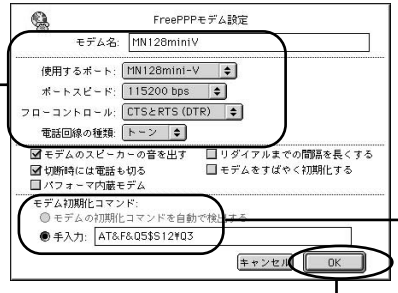 FreePPPモデム設定
モデム名: MN128miniV
使用するポート: MN128mini-V
ポートスピード: 115200 bps
フローコントロール: CTSとRTS (DTR)
電話回線の種類: トーン
モデムのスピーカーの音を出す リダイアルまでの間隔を長くする
切断時には電話も切る モデムをすばやく初期化する
パフォーマ内蔵モデム
モデム初期化コマンド:
モデムの初期化コマンドを自動で検出する
手入力: AT&F&Q5$S12¥Q3
キャンセル OK